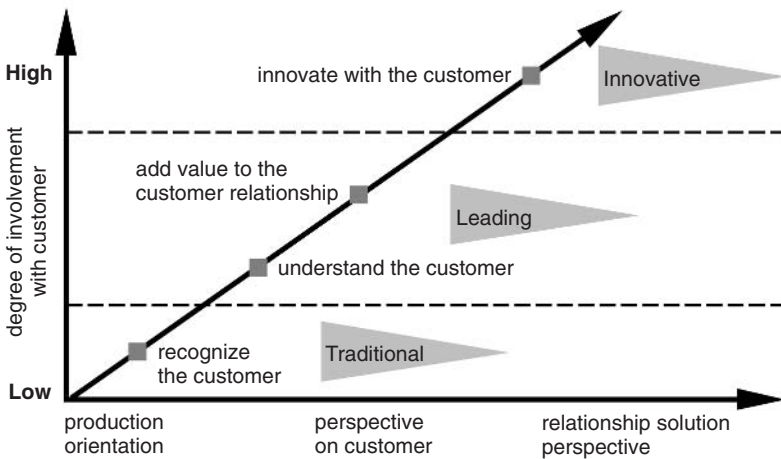 High
innovate with the customer
Innovative
degree of involvement
with customer
add value to the
customer relationship
Leading
understand the customer
recognize
the customer
Traditional
Low
production
orientation
perspective
on customer
relationship solution
perspective